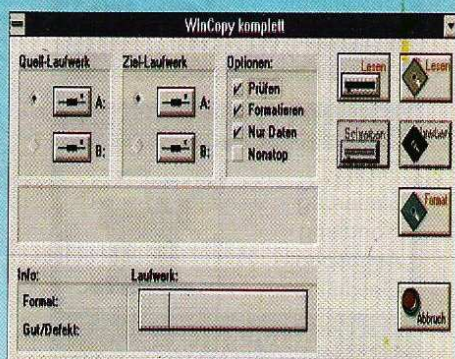 WinCopy komplett
Quell-Laufwerk
Ziel-Laufwerk
Optionen:
Lesen
Lesen
A:
A:
Prüfen
Formatieren
B:
B:
Nur Daten
Nonstop
Schreiben
Format
Info:
Laufwerk:
Format:
Gut/Defekt:
Abbruch